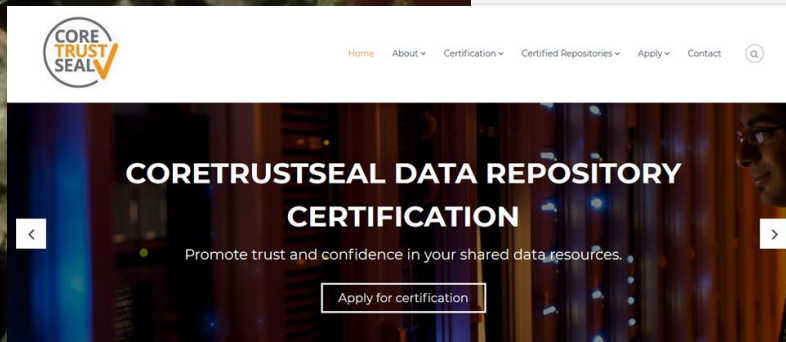 CORE
TRUST
SEAL
Home About Certification Certified Repositories Apply Contact
CORETRUSTSEAL DATA REPOSITORY
CERTIFICATION
Promote trust and confidence in your shared data resources.
Apply for certification